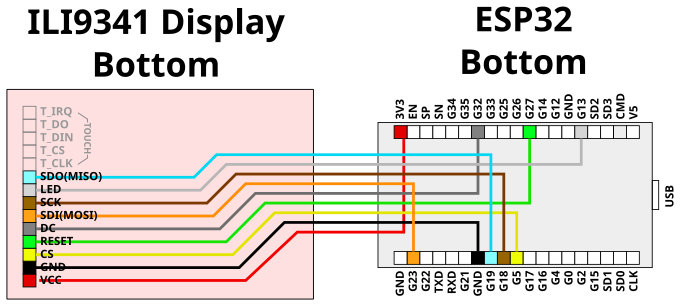 ILI9341 Display
Bottom
ESP32
Bottom
T_IRQ
T_DO
T_DIN
T_CS
T_CLK
TOUCH
SDO(MISO)
LED
SCK
SDI(MOSI)
DC
RESET
CS
GND
VCC
3V3 EN SP SN G34 G35 G32 G33 G25 G26 G27 G14 G12 GND G13 SD2 SD3 CMD V5
USB
GND G23 G22 TXD RXD G21 GND G19 G18 G5 G17 G16 G4 G0 G2 G15 SD1 SD0 CLK